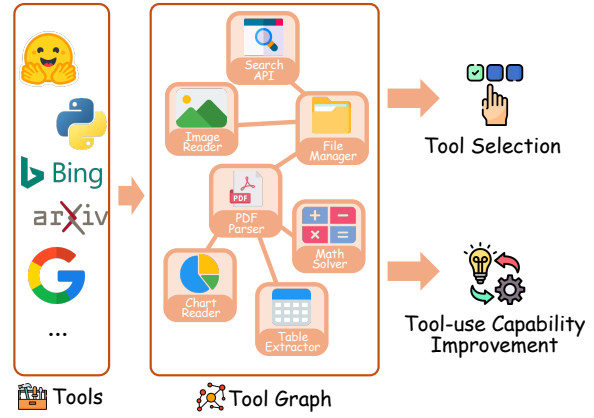 Bing
arXiv
...
Tools
Search
API
Image
Reader
File
Manager
PDF
PDF
Parser
Math
Solver
Chart
Reader
Table
Extractor
Tool Graph
Tool Selection
Tool-use Capability
Improvement